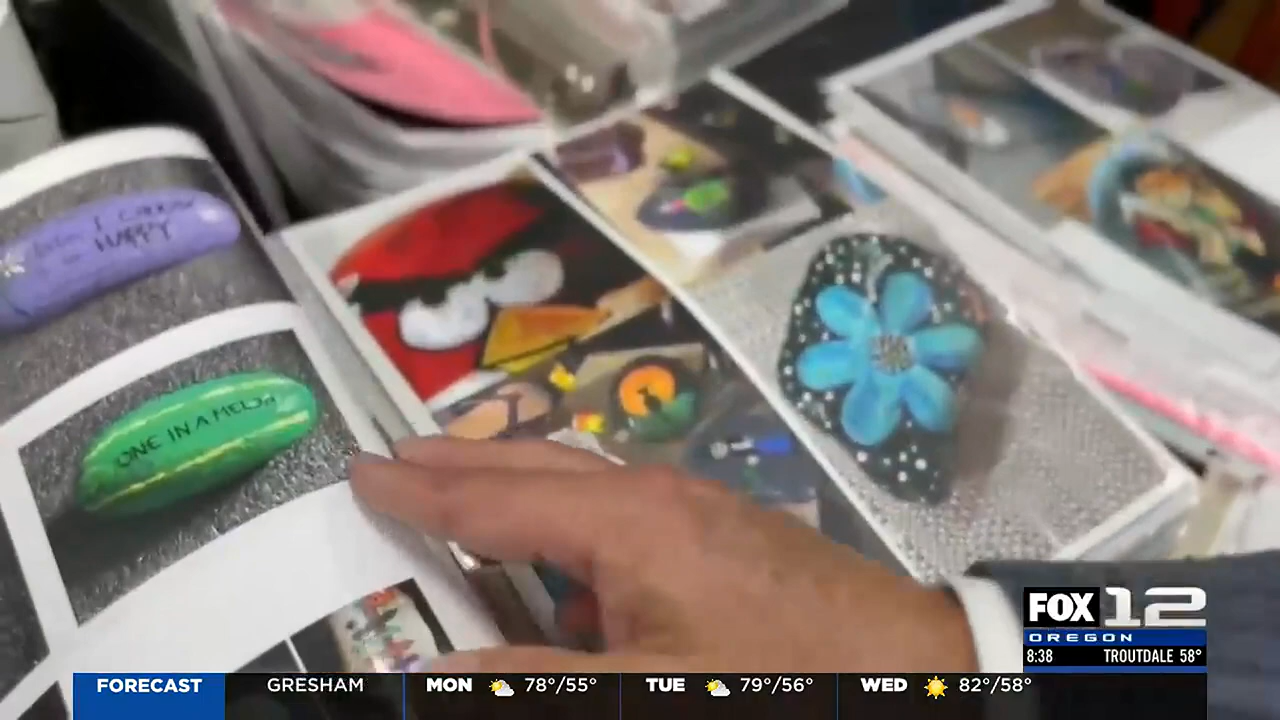 HAPPY
ONE IN A MELON
FOX 12
OREGON
8:38 TROUTDALE 58°
FORECAST GRESHAM MON 78°/55° TUE 79°/56° WED 82°/58°